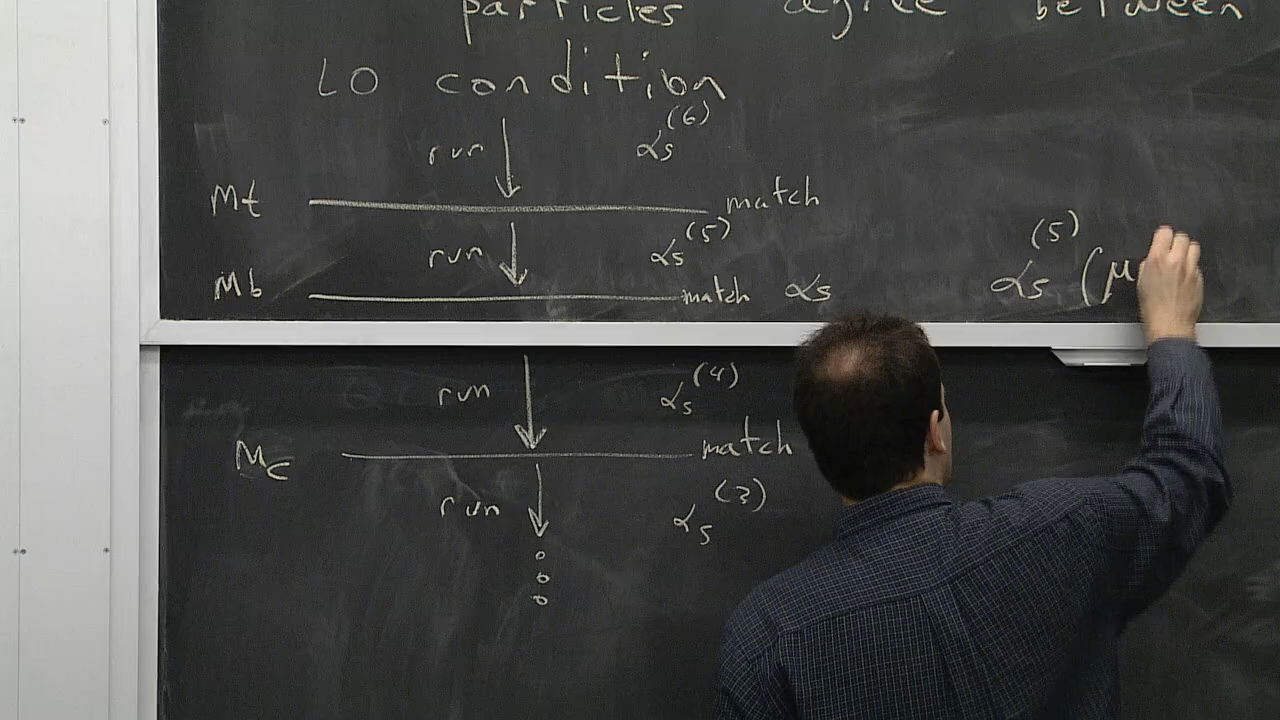 particles agree between
LO condition
run αs(6)
Mt match
run αs(5)
Mb match αs αs(5) (μ
run αs(4)
Mc match
run αs(3)